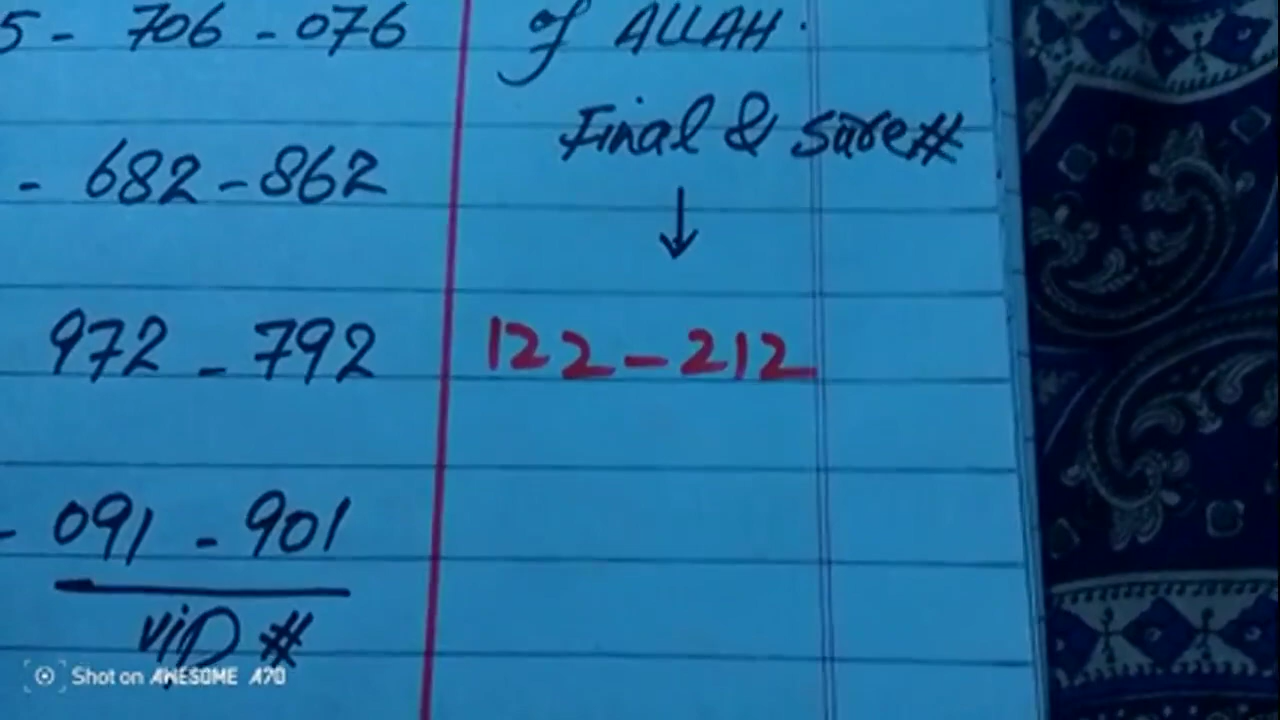 5 - 706 - 076
- 682 - 862
972 - 792
- 091 - 901
VIP #
of ALLAH.
Final & Sure#
↓
122 - 212
Shot on AWESOME A70